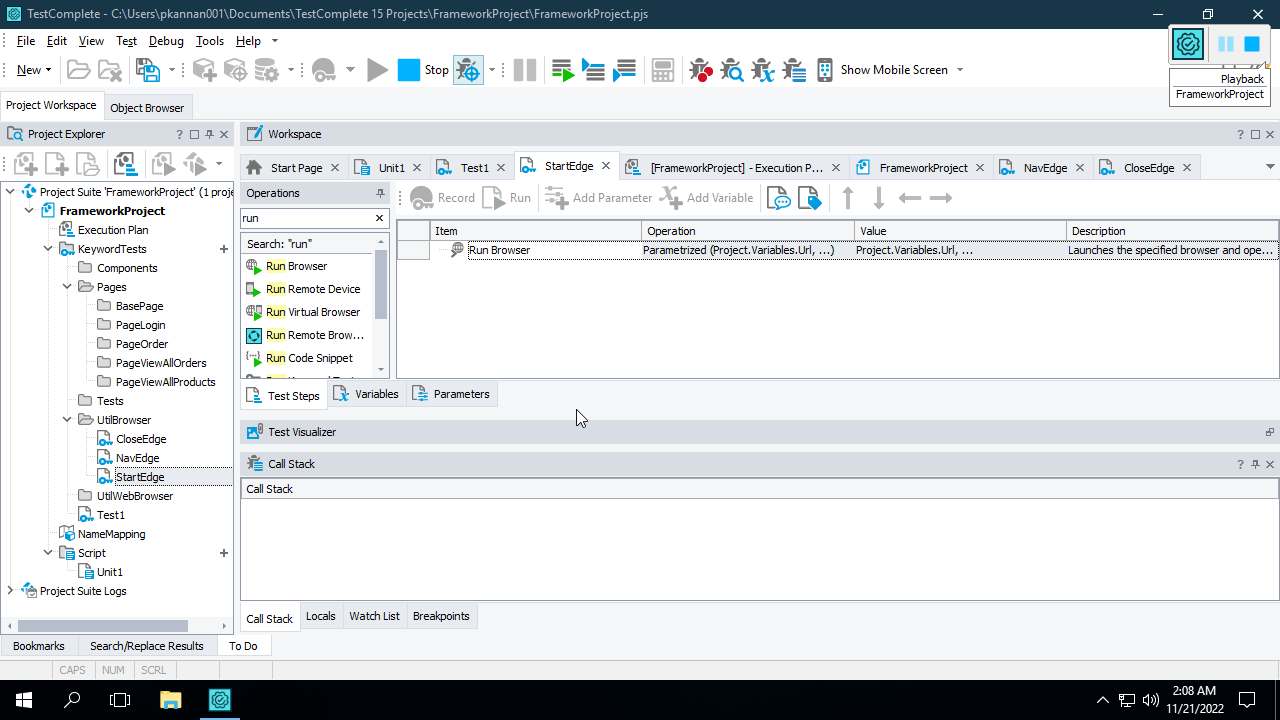 TestComplete - C:\Users\pkannan001\Documents\TestComplete 15 Projects\FrameworkProject\FrameworkProject.pjs
File Edit View Test Debug Tools Help
New Stop Show Mobile Screen
Playback
FrameworkProject
Project Workspace Object Browser
Project Explorer ?
Workspace ?
Start Page Unit1 Test1 StartEdge [FrameworkProject] - Execution P... FrameworkProject NavEdge CloseEdge
Operations
Record Run Add Parameter Add Variable
run
Search: "run"
Run Browser
Run Remote Device
Run Virtual Browser
Run Remote Brow...
Run Code Snippet
Item Operation Value Description
Run Browser Parametrized (Project.Variables.Url, ...) Project.Variables.Url, ... Launches the specified browser and ope...
Test Steps Variables Parameters
Project Suite 'FrameworkProject' (1 proje
FrameworkProject
Execution Plan
KeywordTests
Components
Pages
BasePage
PageLogin
PageOrder
PageViewAllOrders
PageViewAllProducts
Tests
UtilBrowser
CloseEdge
NavEdge
StartEdge
UtilWebBrowser
Test1
NameMapping
Script
Unit1
Project Suite Logs
Test Visualizer
Call Stack ?
Call Stack
Call Stack Locals Watch List Breakpoints
Bookmarks Search/Replace Results To Do
CAPS NUM SCRL
2:08 AM
11/21/2022